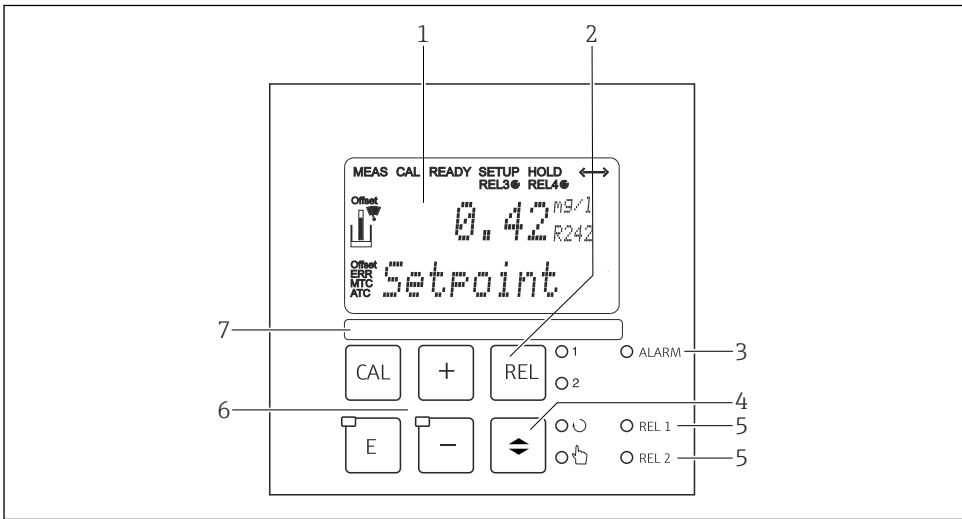 1 2
MEAS CAL READY SETUP HOLD
REL3 REL4
Offset
0.42 mg/l
R242
Offset
ERR
MTC
ATC
Setpoint
7
CAL + REL 1 ALARM 3
2
4
6
E − REL 1 5
REL 2 5